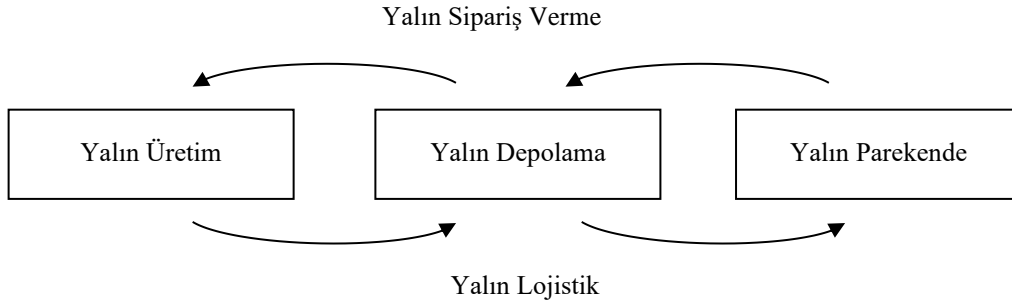 Yalın Sipariş Verme
Yalın Üretim
Yalın Depolama
Yalın Parekende
Yalın Lojistik